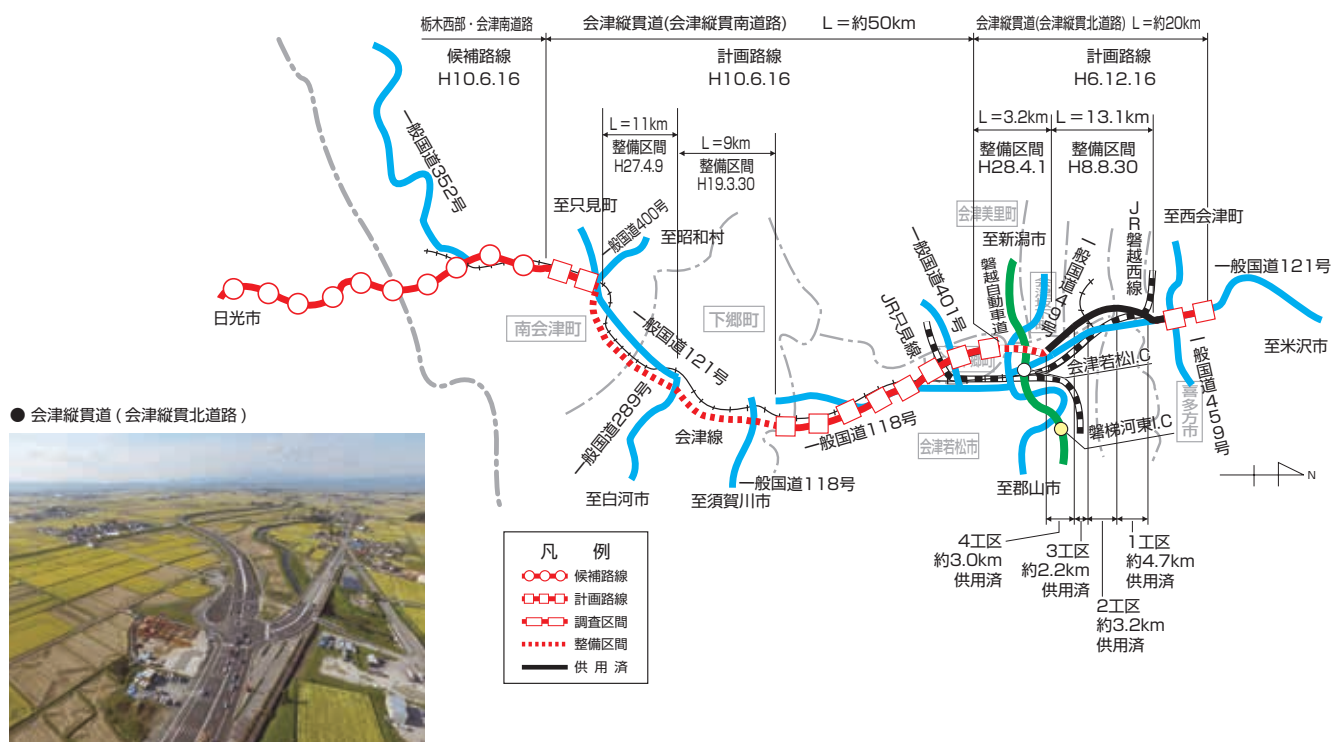 栃木西部・会津南道路
候補路線
H10.6.16
会津縦貫道(会津縦貫南道路) L=約50km
計画路線
H10.6.16
会津縦貫道(会津縦貫北道路) L=約20km
計画路線
H6.12.16
L=11km
整備区間
H27.4.9
L=9km
整備区間
H19.3.30
L=3.2km
整備区間
H28.4.1
L=13.1km
整備区間
H8.8.30
一般国道352号
至只見町
一般国道400号
至昭和村
会津美里町
至新潟市
磐越自動車道
一般国道49号
JR磐越西線
至西会津町
一般国道121号
日光市
南会津町
下郷町
一般国道401号
JR只見線
一般国道121号
会津若松I.C
至米沢市
一般国道459号
喜多方市
一般国道289号
会津線
一般国道118号
会津若松市
磐梯河東I.C
至白河市
至須賀川市
一般国道118号
至郡山市
N
4工区
約3.0km
供用済
3工区
約2.2km
供用済
2工区
約3.2km
供用済
1工区
約4.7km
供用済
凡 例
候補路線
計画路線
調査区間
整備区間
供用済
● 会津縦貫道(会津縦貫北道路)